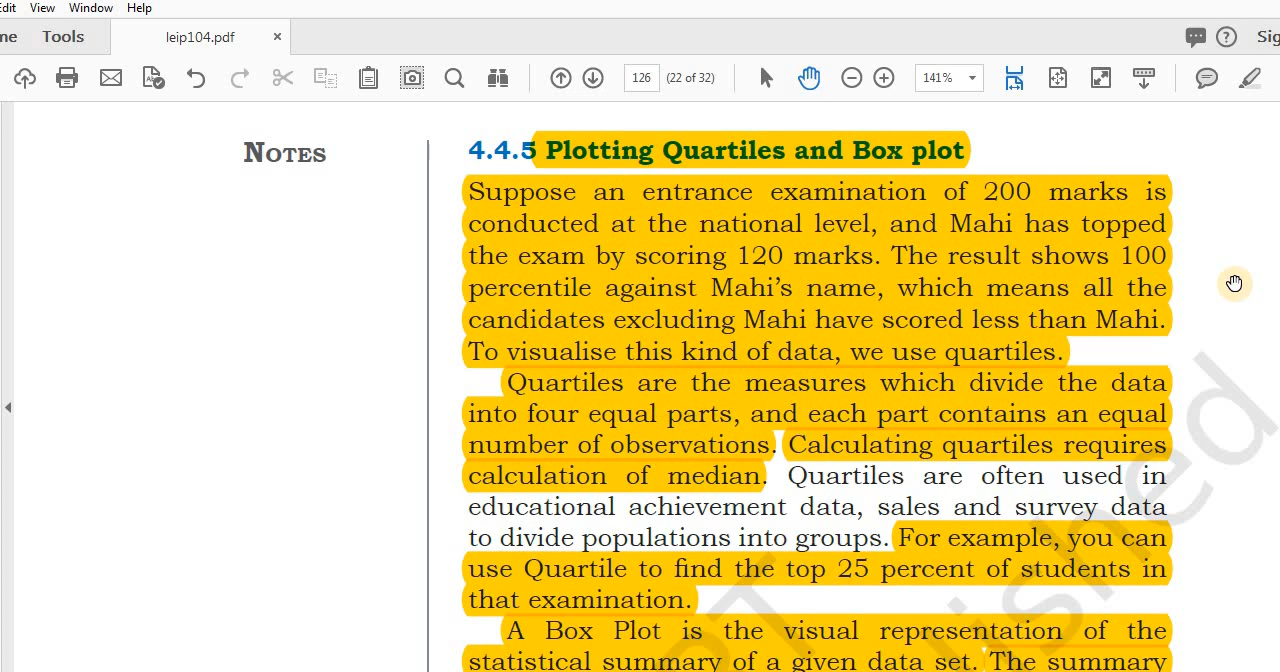 Edit View Window Help
Tools leip104.pdf ×
126 (22 of 32) 141%
NOTES
4.4.5 Plotting Quartiles and Box plot
Suppose an entrance examination of 200 marks is
conducted at the national level, and Mahi has topped
the exam by scoring 120 marks. The result shows 100
percentile against Mahi’s name, which means all the
candidates excluding Mahi have scored less than Mahi.
To visualise this kind of data, we use quartiles.
Quartiles are the measures which divide the data
into four equal parts, and each part contains an equal
number of observations. Calculating quartiles requires
calculation of median. Quartiles are often used in
educational achievement data, sales and survey data
to divide populations into groups. For example, you can
use Quartile to find the top 25 percent of students in
that examination.
A Box Plot is the visual representation of the
statistical summary of a given data set. The summary